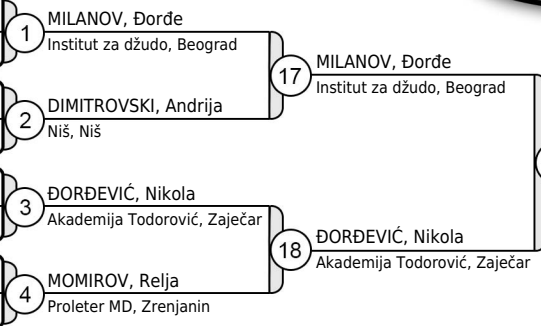 1
MILANOV, Đorđe
Institut za džudo, Beograd
2
DIMITROVSKI, Andrija
Niš, Niš
17
MILANOV, Đorđe
Institut za džudo, Beograd
3
ĐORĐEVIĆ, Nikola
Akademija Todorović, Zaječar
4
MOMIROV, Relja
Proleter MD, Zrenjanin
18
ĐORĐEVIĆ, Nikola
Akademija Todorović, Zaječar